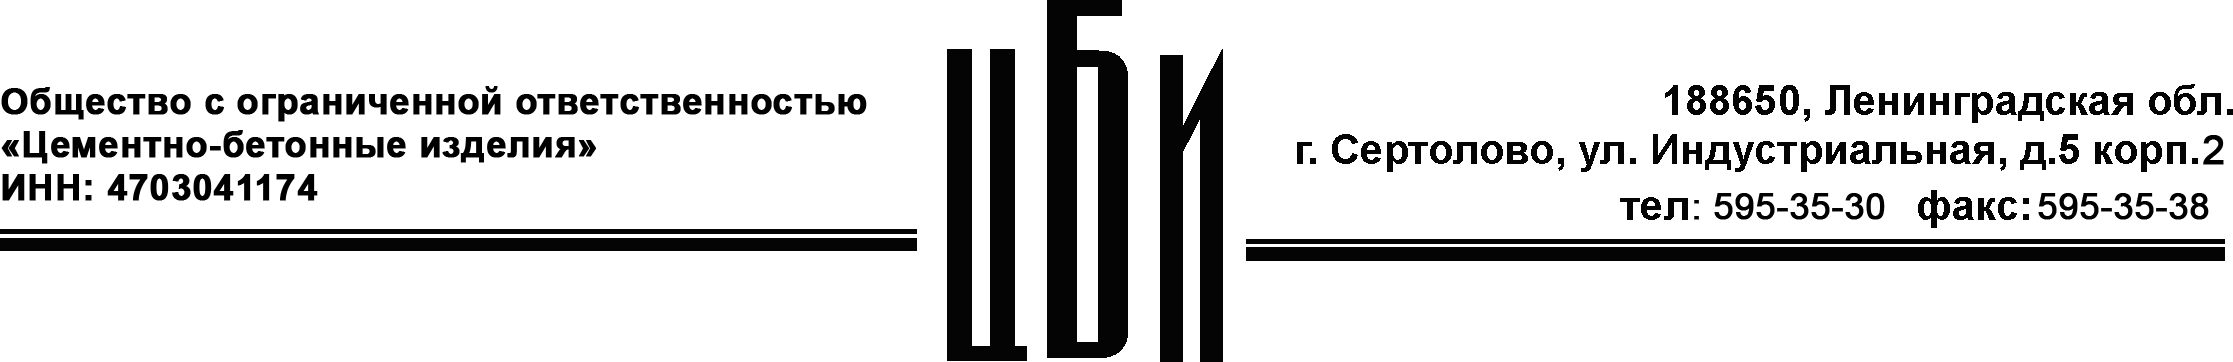 Общество с ограниченной ответственностью
«Цементно-бетонные изделия»
ИНН: 4703041174
ЦБИ
188650, Ленинградская обл.
г. Сертолово, ул. Индустриальная, д.5 корп.2
тел: 595-35-30 факс: 595-35-38